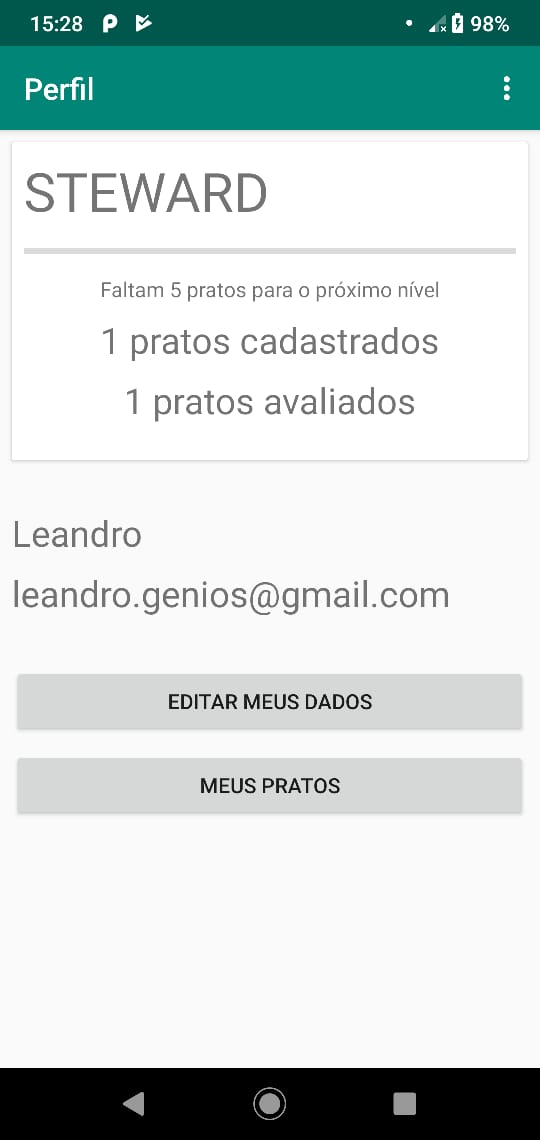 15:28 98%
Perfil
STEWARD
Faltam 5 pratos para o próximo nível
1 pratos cadastrados
1 pratos avaliados
Leandro
leandro.genios@gmail.com
EDITAR MEUS DADOS
MEUS PRATOS